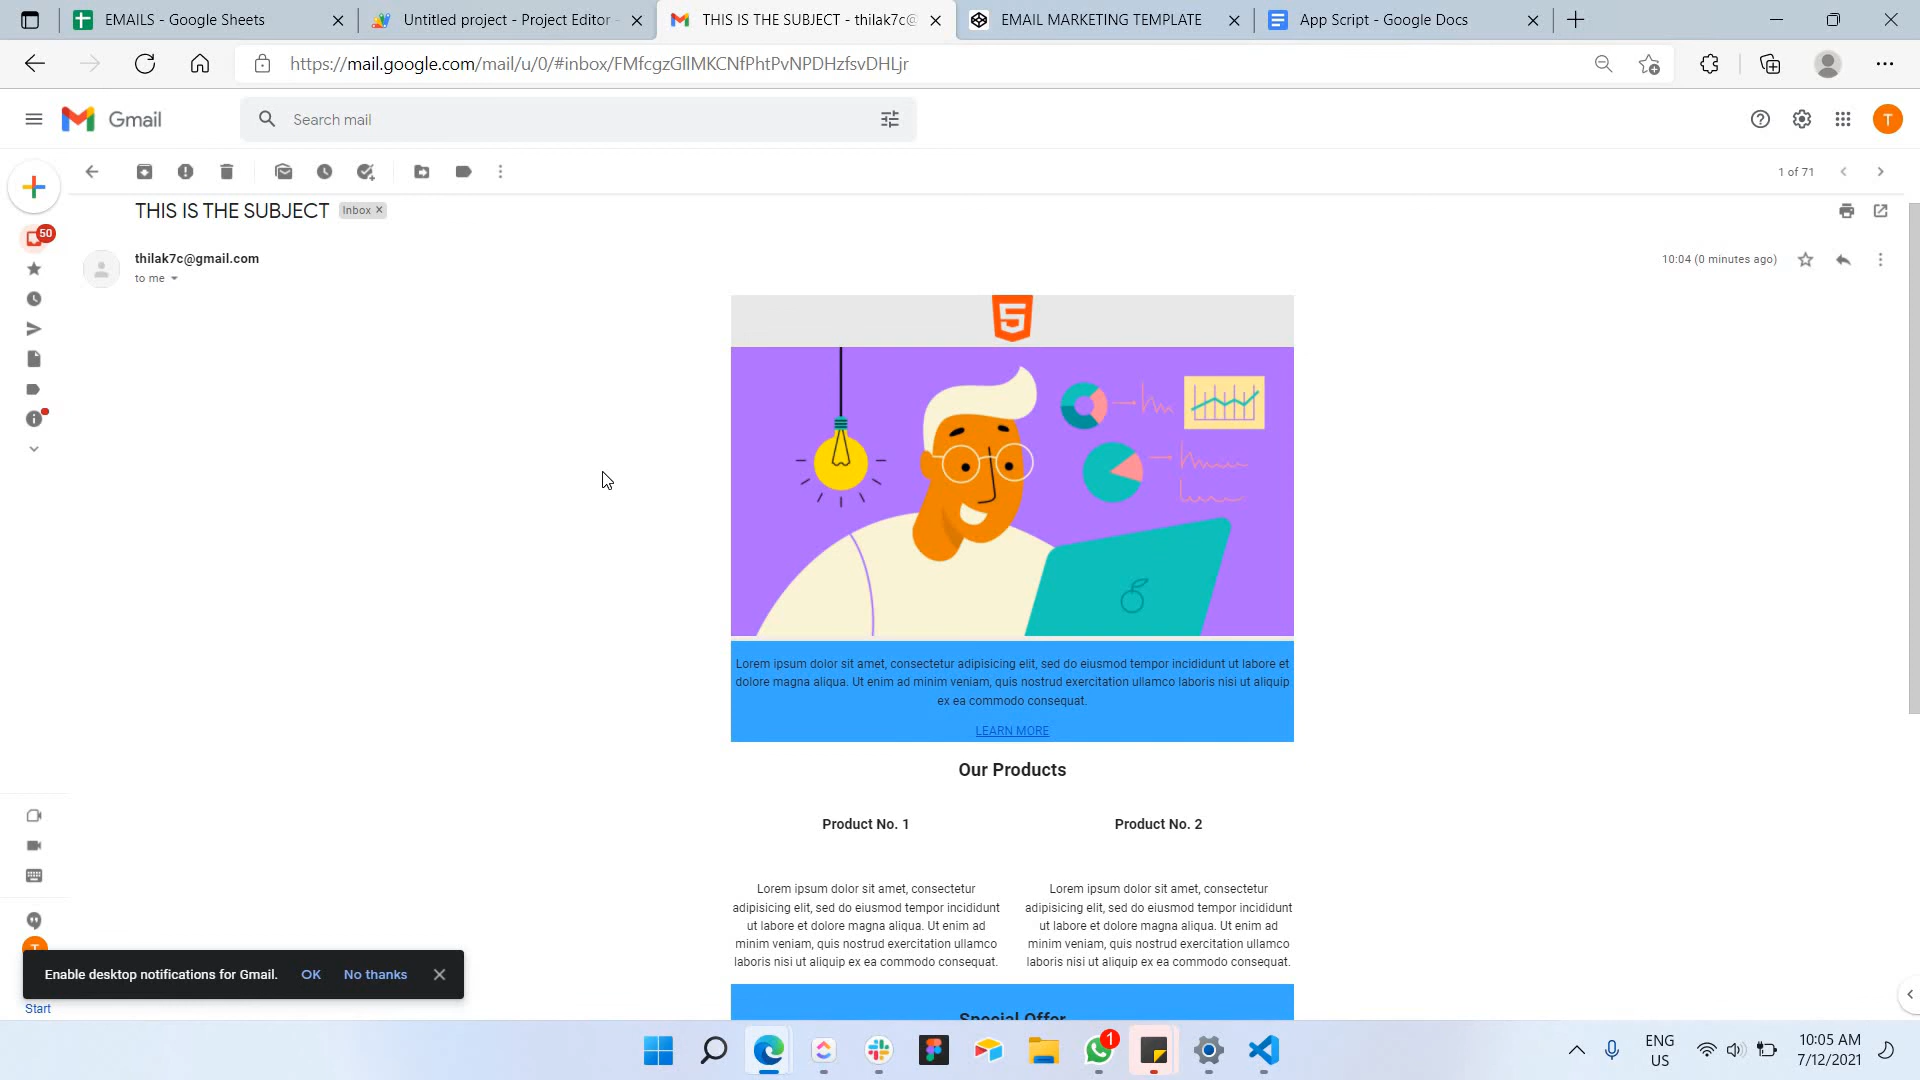 EMAILS - Google Sheets
Untitled project - Project Editor -
THIS IS THE SUBJECT - thilak7c@
EMAIL MARKETING TEMPLATE
App Script - Google Docs
https://mail.google.com/mail/u/0/#inbox/FMfcgzGllMKCNfPhtPvNPDHzfsvDHLjr
Gmail
Search mail
T
1 of 71
THIS IS THE SUBJECT
Inbox ×
50
thilak7c@gmail.com
10:04 (0 minutes ago)
to me
5
Lorem ipsum dolor sit amet, consectetur adipisicing elit, sed do eiusmod tempor incididunt ut labore et
dolore magna aliqua. Ut enim ad minim veniam, quis nostrud exercitation ullamco laboris nisi ut aliquip
ex ea commodo consequat.
LEARN MORE
Our Products
Product No. 1
Product No. 2
Lorem ipsum dolor sit amet, consectetur
adipisicing elit, sed do eiusmod tempor incididunt
ut labore et dolore magna aliqua. Ut enim ad
minim veniam, quis nostrud exercitation ullamco
laboris nisi ut aliquip ex ea commodo consequat.
Lorem ipsum dolor sit amet, consectetur
adipisicing elit, sed do eiusmod tempor incididunt
ut labore et dolore magna aliqua. Ut enim ad
minim veniam, quis nostrud exercitation ullamco
laboris nisi ut aliquip ex ea commodo consequat.
Special Offer
T
Enable desktop notifications for Gmail. OK No thanks
Start
1
ENG
US
10:05 AM
7/12/2021